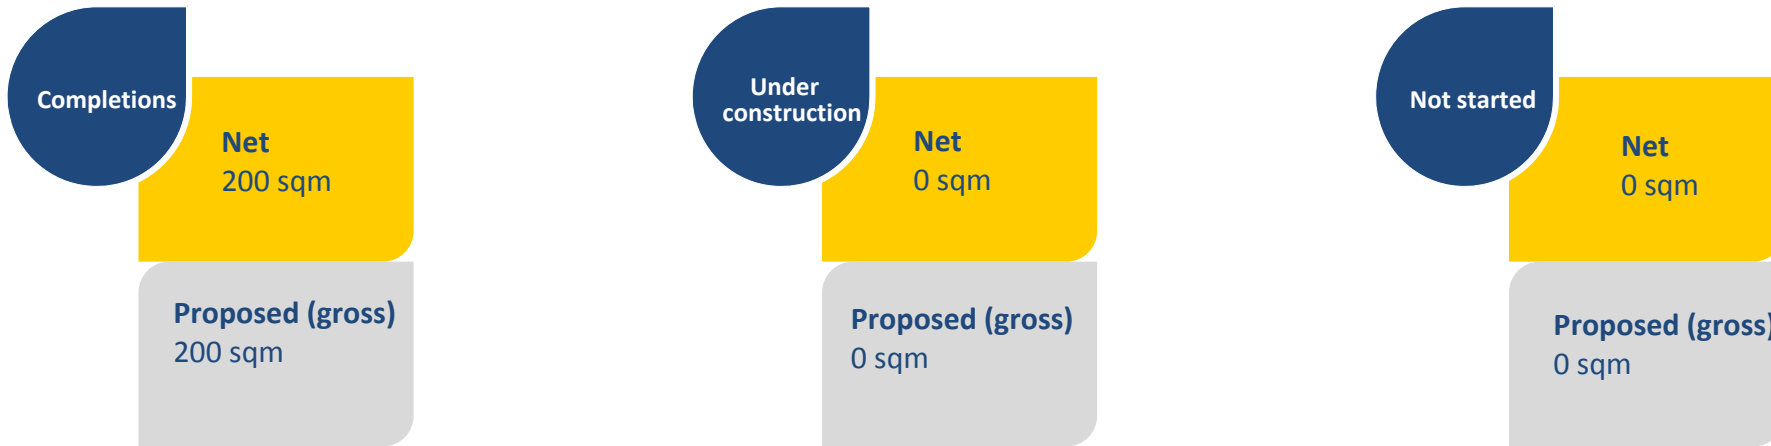 Completions
Net
200 sqm
Proposed (gross)
200 sqm
Under
construction
Net
0 sqm
Proposed (gross)
0 sqm
Not started
Net
0 sqm
Proposed (gross)
0 sqm